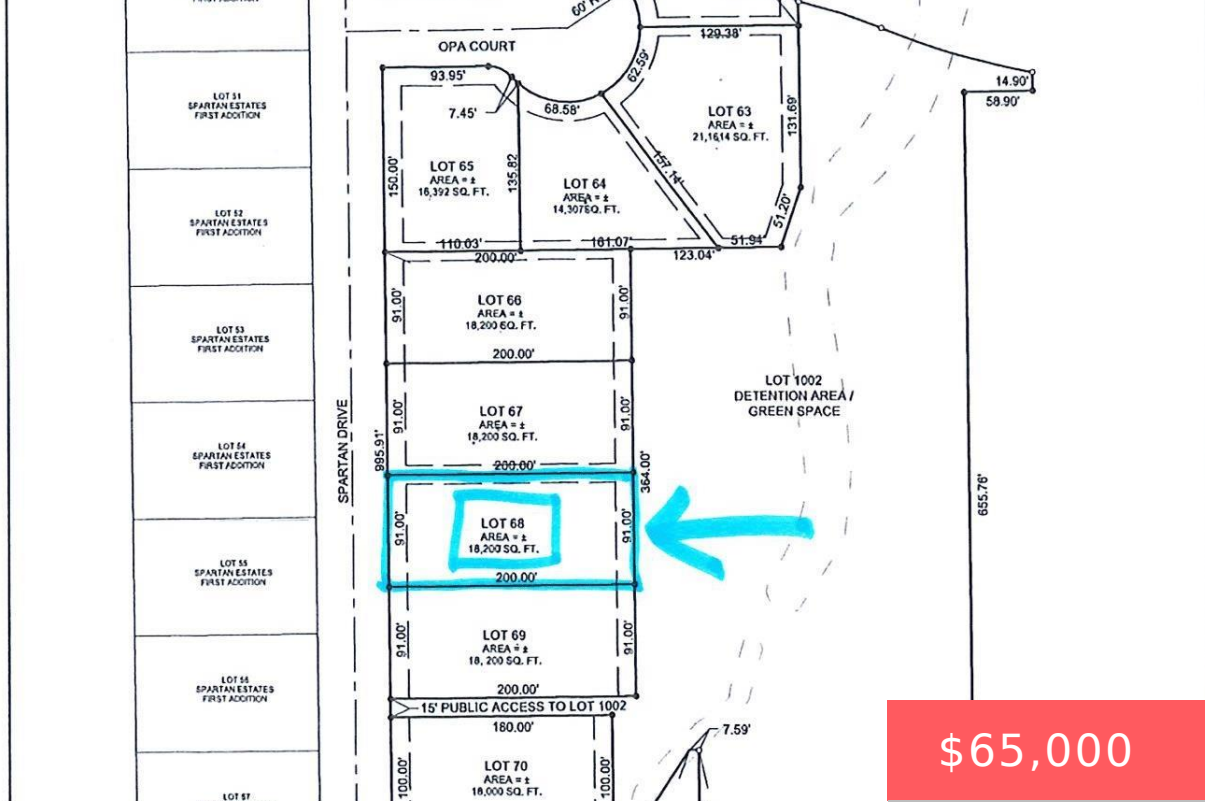 FIRST ADDITION
60'
OPA COURT
129.38'
62.59'
93.95'
7.45'
68.58'
14.90'
58.90'
LOT 51
SPARTAN ESTATES
FIRST ADDITION
LOT 63
AREA = ±
21,1614 SQ. FT.
131.69'
LOT 65
AREA = ±
16,392 SQ. FT.
150.00'
135.82
LOT 64
AREA = ±
14,307SQ. FT.
157.14'
51.20'
LOT 52
SPARTAN ESTATES
FIRST ADDITION
110.03'
161.07'
51.94'
200.00'
123.04'
LOT 66
AREA = ±
18,200 SQ. FT.
91.00'
91.00'
LOT 53
SPARTAN ESTATES
FIRST ADDITION
200.00'
LOT 1002
DETENTION AREA /
GREEN SPACE
LOT 67
AREA = ±
18,200 SQ. FT.
91.00'
91.00'
SPARTAN DRIVE
995.91'
LOT 54
SPARTAN ESTATES
FIRST ADDITION
200.00'
364.00'
655.76'
LOT 68
AREA = ±
18,200 SQ. FT.
91.00'
91.00'
LOT 55
SPARTAN ESTATES
FIRST ADDITION
200.00'
LOT 69
AREA = ±
18, 200 SQ. FT.
91.00'
91.00'
LOT 56
SPARTAN ESTATES
FIRST ADDITION
200.00'
15' PUBLIC ACCESS TO LOT 1002
180.00'
7.59'
LOT 70
AREA = ±
18,000 SQ. FT.
100.00'
100.00'
LOT 57
$65,000